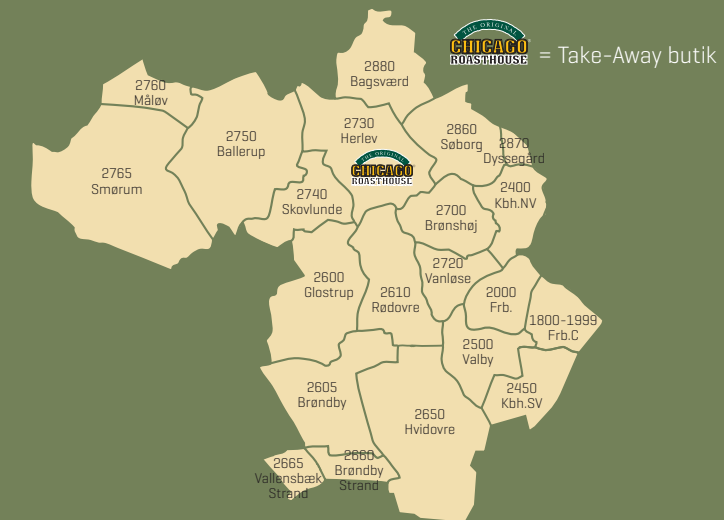 THE ORIGINAL
CHICAGO
ROASTHOUSE
= Take-Away butik
2880
Bagsværd
2760
Måløv
2730
Herlev
2860
Søborg
2750
Ballerup
2870
Dyssegård
THE ORIGINAL
CHICAGO
ROASTHOUSE
2765
Smørum
2740
Skovlunde
2400
Kbh.NV
2700
Brønshøj
2600
Glostrup
2720
Vanløse
2610
Rødovre
2000
Frb.
1800-1999
Frb.C
2500
Valby
2605
Brøndby
2450
Kbh.SV
2650
Hvidovre
2665
Vallensbæk
Strand
2660
Brøndby
Strand